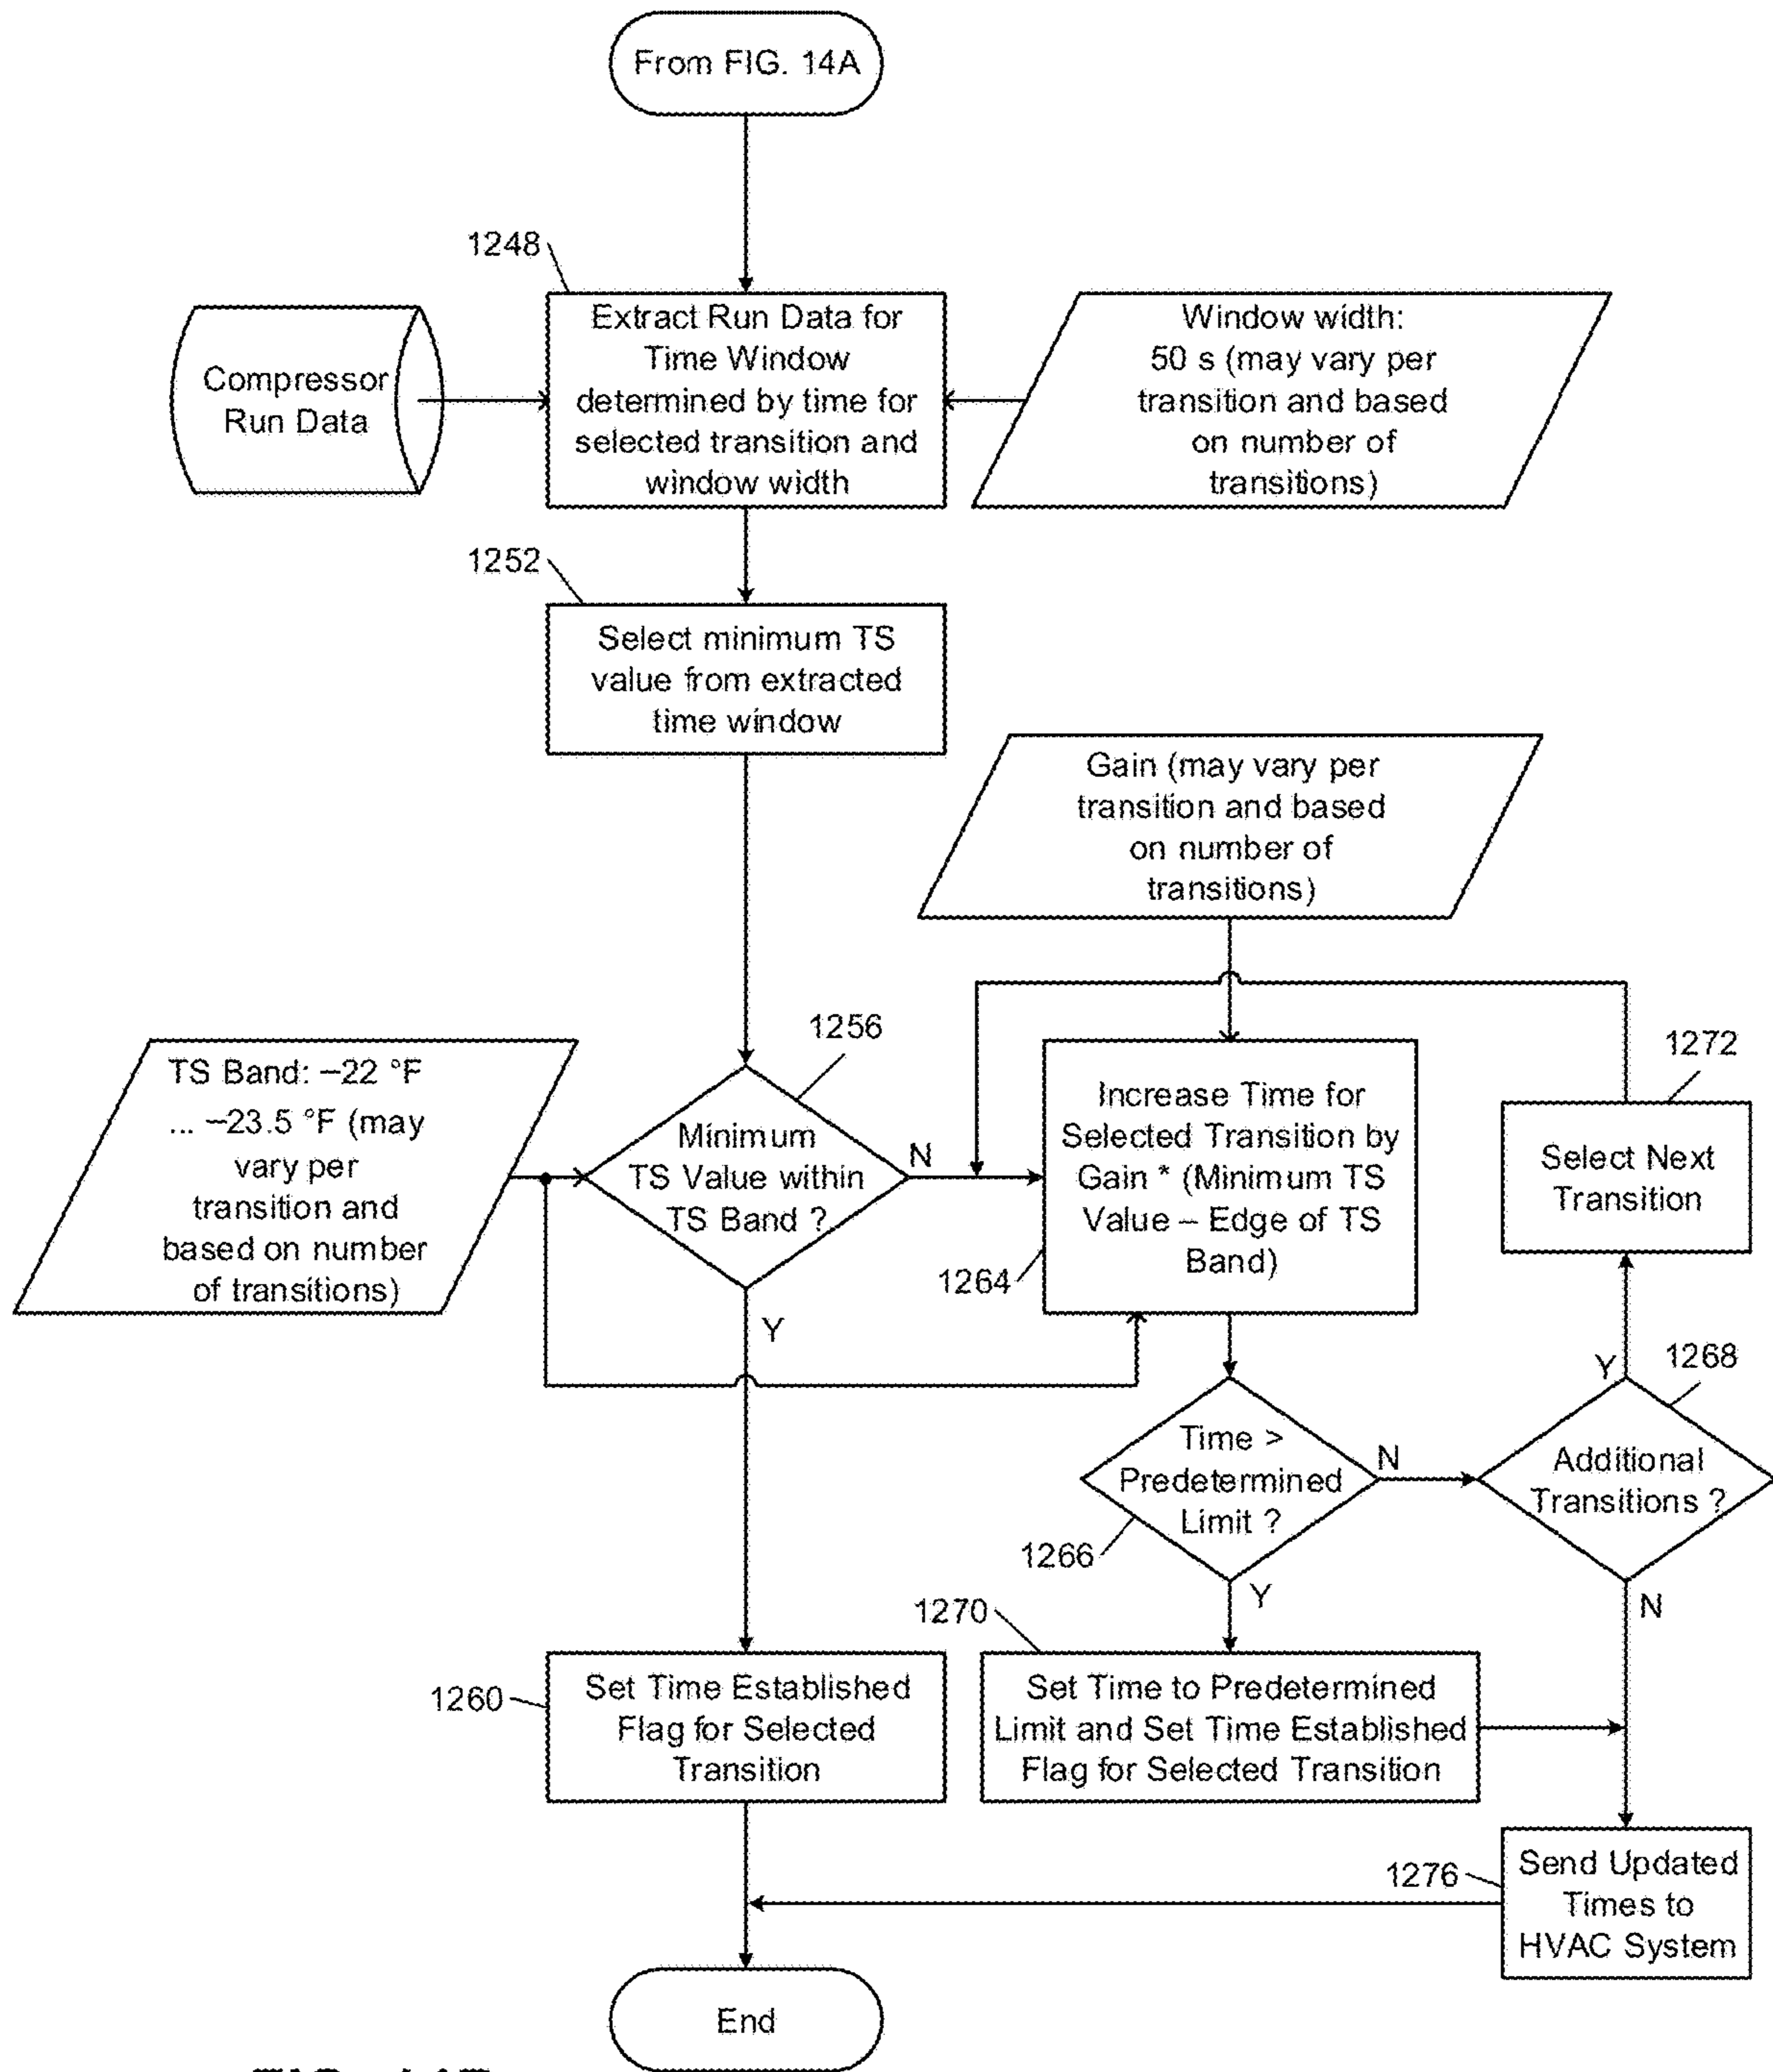 From FIG. 14A
1248
Extract Run Data for
Time Window
determined by time for
selected transition and
window width
Compressor
Run Data
Window width:
50 s (may vary per
transition and based
on number of
transitions)
1252
Select minimum TS
value from extracted
time window
Gain (may vary per
transition and based
on number of
transitions)
1256
TS Band: –22 °F
... –23.5 °F (may
vary per
transition and
based on number
of transitions)
Minimum
TS Value within
TS Band ?
N
Y
Increase Time for
Selected Transition by
Gain * (Minimum TS
Value – Edge of TS
Band)
1264
1272
Select Next
Transition
Time >
Predetermined
Limit ?
1266
N
Y
1268
Y
Additional
Transitions ?
N
1260
Set Time Established
Flag for Selected
Transition
1270
Set Time to Predetermined
Limit and Set Time Established
Flag for Selected Transition
1276
Send Updated
Times to
HVAC System
End